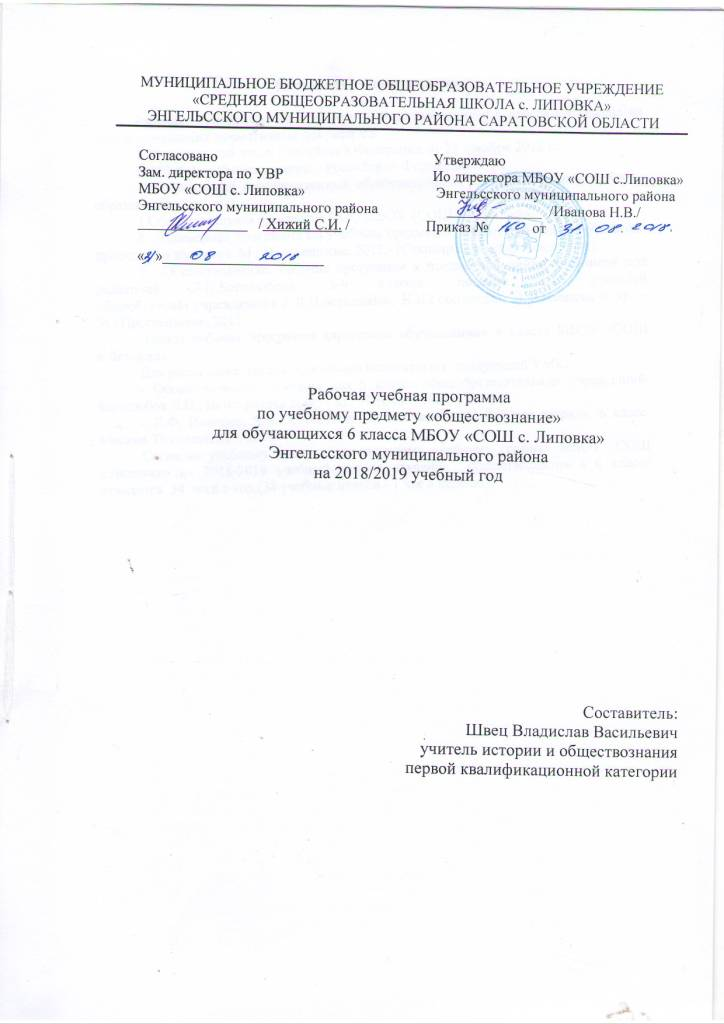 МУНИЦИПАЛЬНОЕ БЮДЖЕТНОЕ ОБЩЕОБРАЗОВАТЕЛЬНОЕ УЧРЕЖДЕНИЕ
«СРЕДНЯЯ ОБЩЕОБРАЗОВАТЕЛЬНАЯ ШКОЛА с. ЛИПОВКА»
ЭНГЕЛЬССКОГО МУНИЦИПАЛЬНОГО РАЙОНА САРАТОВСКОЙ ОБЛАСТИ
Согласовано
Зам. директора по УВР
МБОУ «СОШ с. Липовка»
Энгельсского муниципального района
/ Хижий С.И. /
« » 08 2018
Утверждаю
Ио директора МБОУ «СОШ с.Липовка»
Энгельсского муниципального района
/Иванова Н.В./
Приказ № 160 от 31. 08. 2018.
Рабочая учебная программа
по учебному предмету «обществознание»
для обучающихся 6 класса МБОУ «СОШ с. Липовка»
Энгельсского муниципального района
на 2018/2019 учебный год
Составитель:
Швец Владислав Васильевич
учитель истории и обществознания
первой квалификационной категории